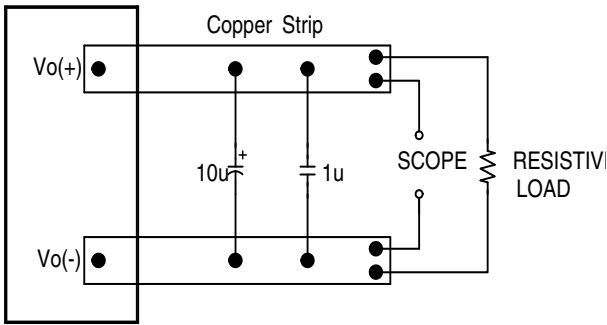 Copper Strip
Vo(+)
+
10u
1u
SCOPE
RESISTIVE
LOAD
Vo(-)